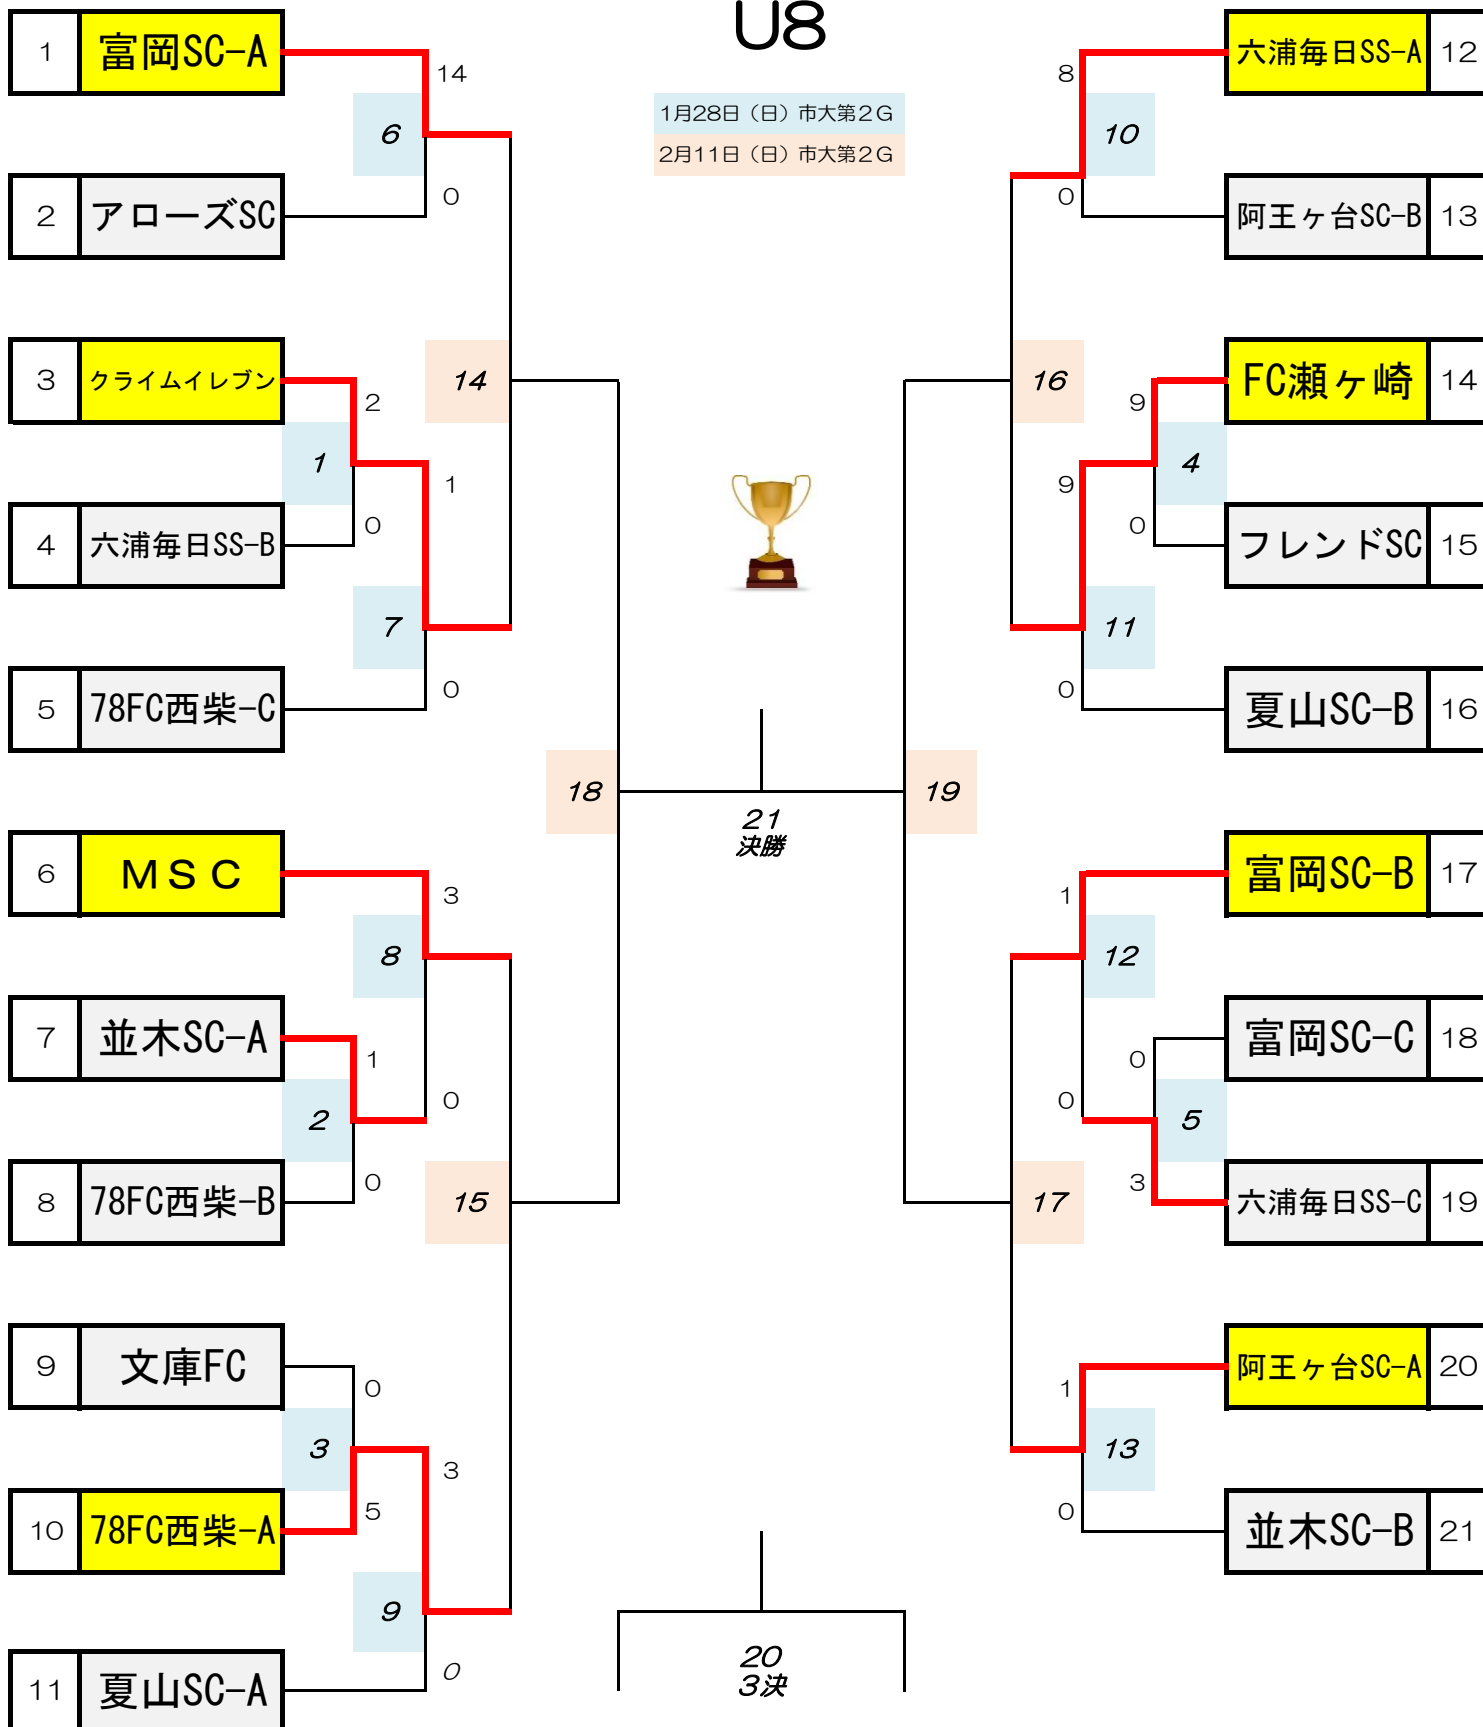 U8
1月28日（日）市大第２G
2月11日（日）市大第２G
1 富岡SC-A
14
6
0
2 アローズSC
3 クライムイレブン
2
1
0
4 六浦毎日SS-B
1
7
0
5 78FC西柴-C
14
6 ＭＳＣ
3
8
0
7 並木SC-A
1
2
0
8 78FC西柴-B
15
9 文庫FC
0
3
5
10 78FC西柴-A
3
9
0
11 夏山SC-A
18
21
決勝
19
20
3決
六浦毎日SS-A 12
8
10
0
阿王ヶ台SC-B 13
16
FC瀬ヶ崎 14
9
4
0
フレンドSC 15
9
11
0
夏山SC-B 16
富岡SC-B 17
1
12
0
富岡SC-C 18
0
5
3
六浦毎日SS-C 19
17
阿王ヶ台SC-A 20
1
13
0
並木SC-B 21